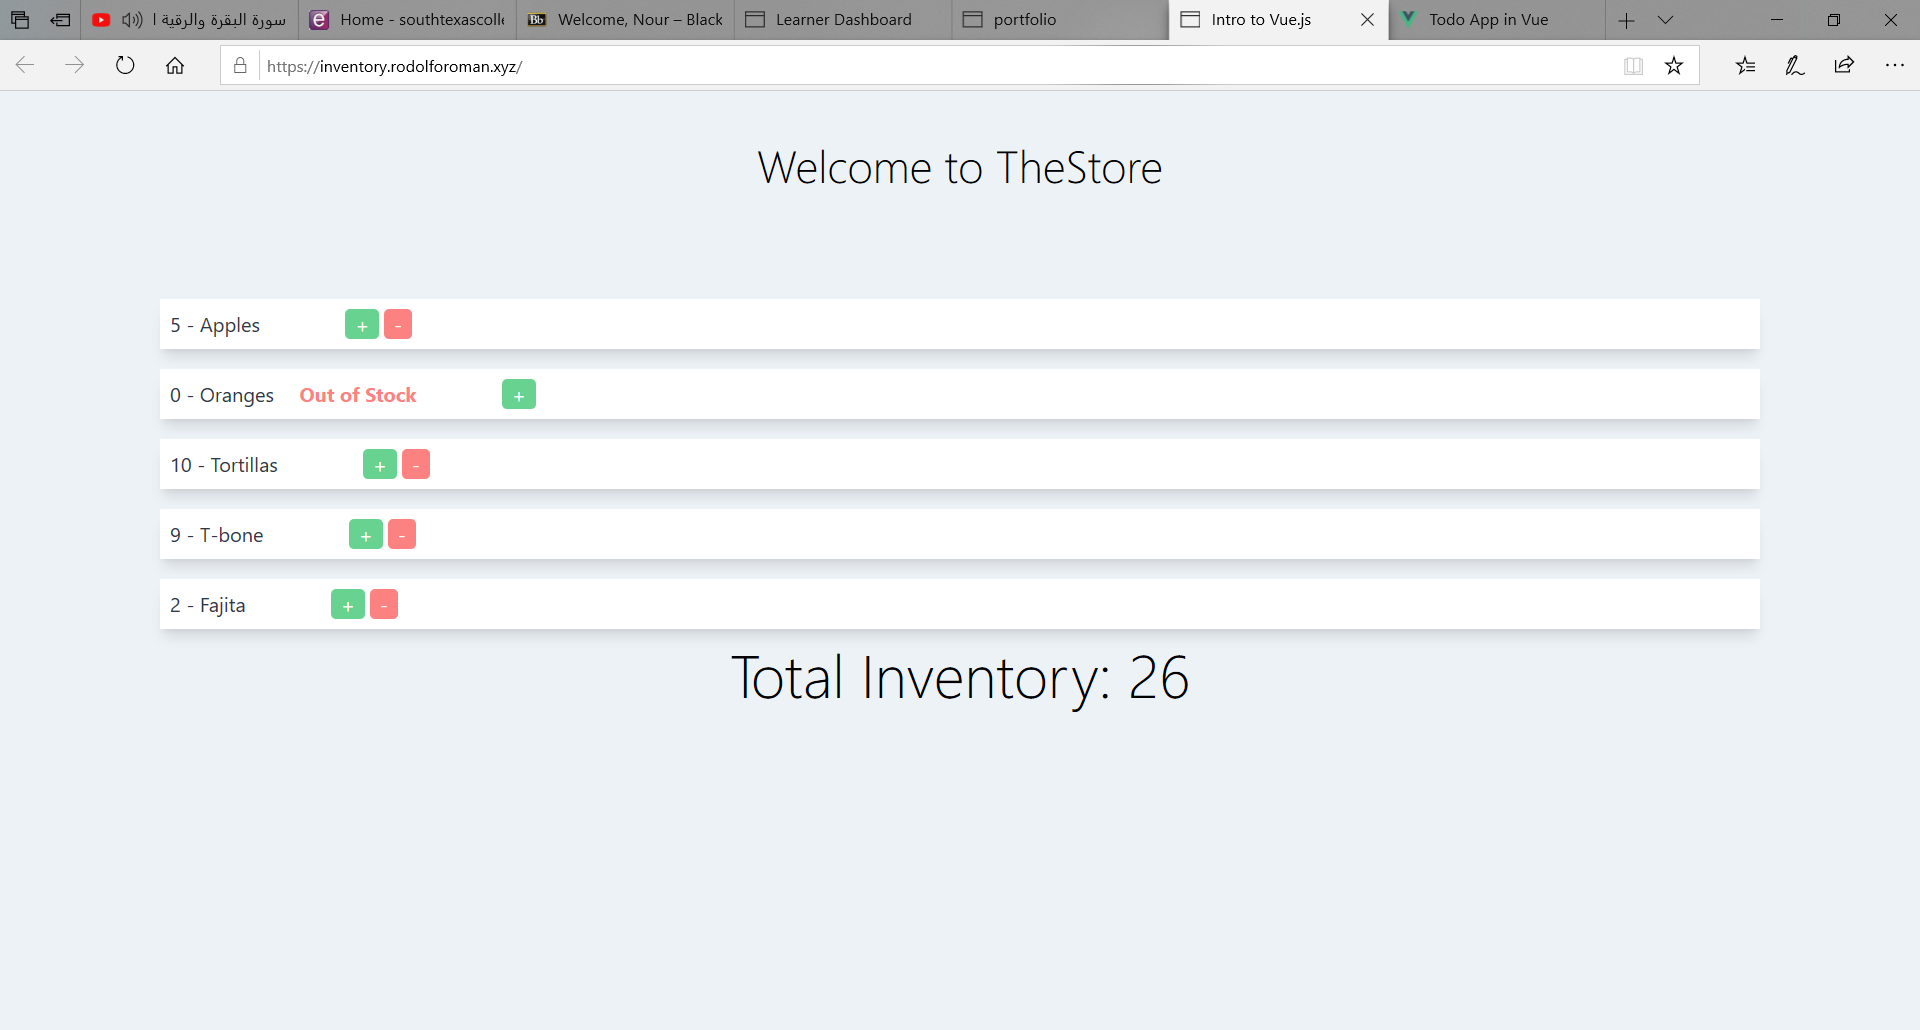 سورة البقرة والرقية ا
Home - southtexascolle
Welcome, Nour – Black
Learner Dashboard
portfolio
Intro to Vue.js
Todo App in Vue
https://inventory.rodolforoman.xyz/
Welcome to TheStore
5 - Apples + -
0 - Oranges Out of Stock +
10 - Tortillas + -
9 - T-bone + -
2 - Fajita + -
Total Inventory: 26